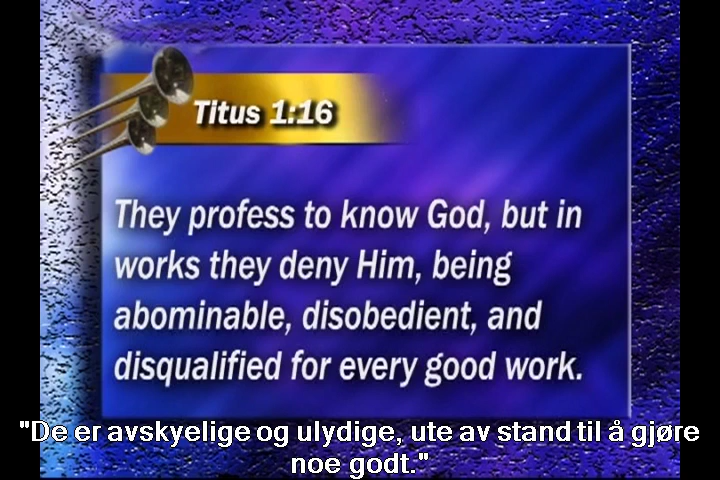 Titus 1:16
They profess to know God, but in
works they deny Him, being
abominable, disobedient, and
disqualified for every good work.
"De er avskyelige og ulydige, ute av stand til å gjøre
noe godt."